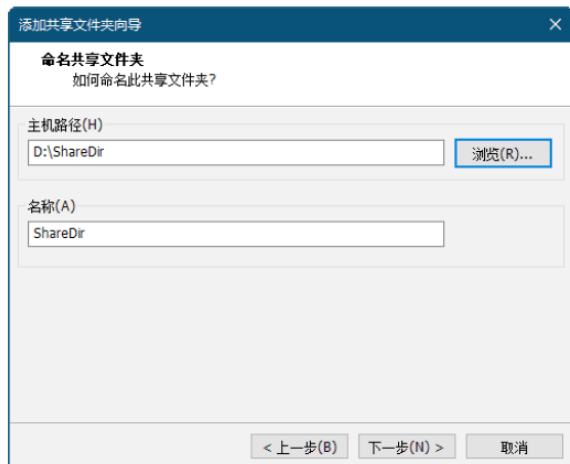 添加共享文件夹向导
命名共享文件夹
如何命名此共享文件夹?
主机路径(H)
D:\ShareDir
浏览(R)...
名称(A)
ShareDir
< 上一步(B)
下一步(N) >
取消